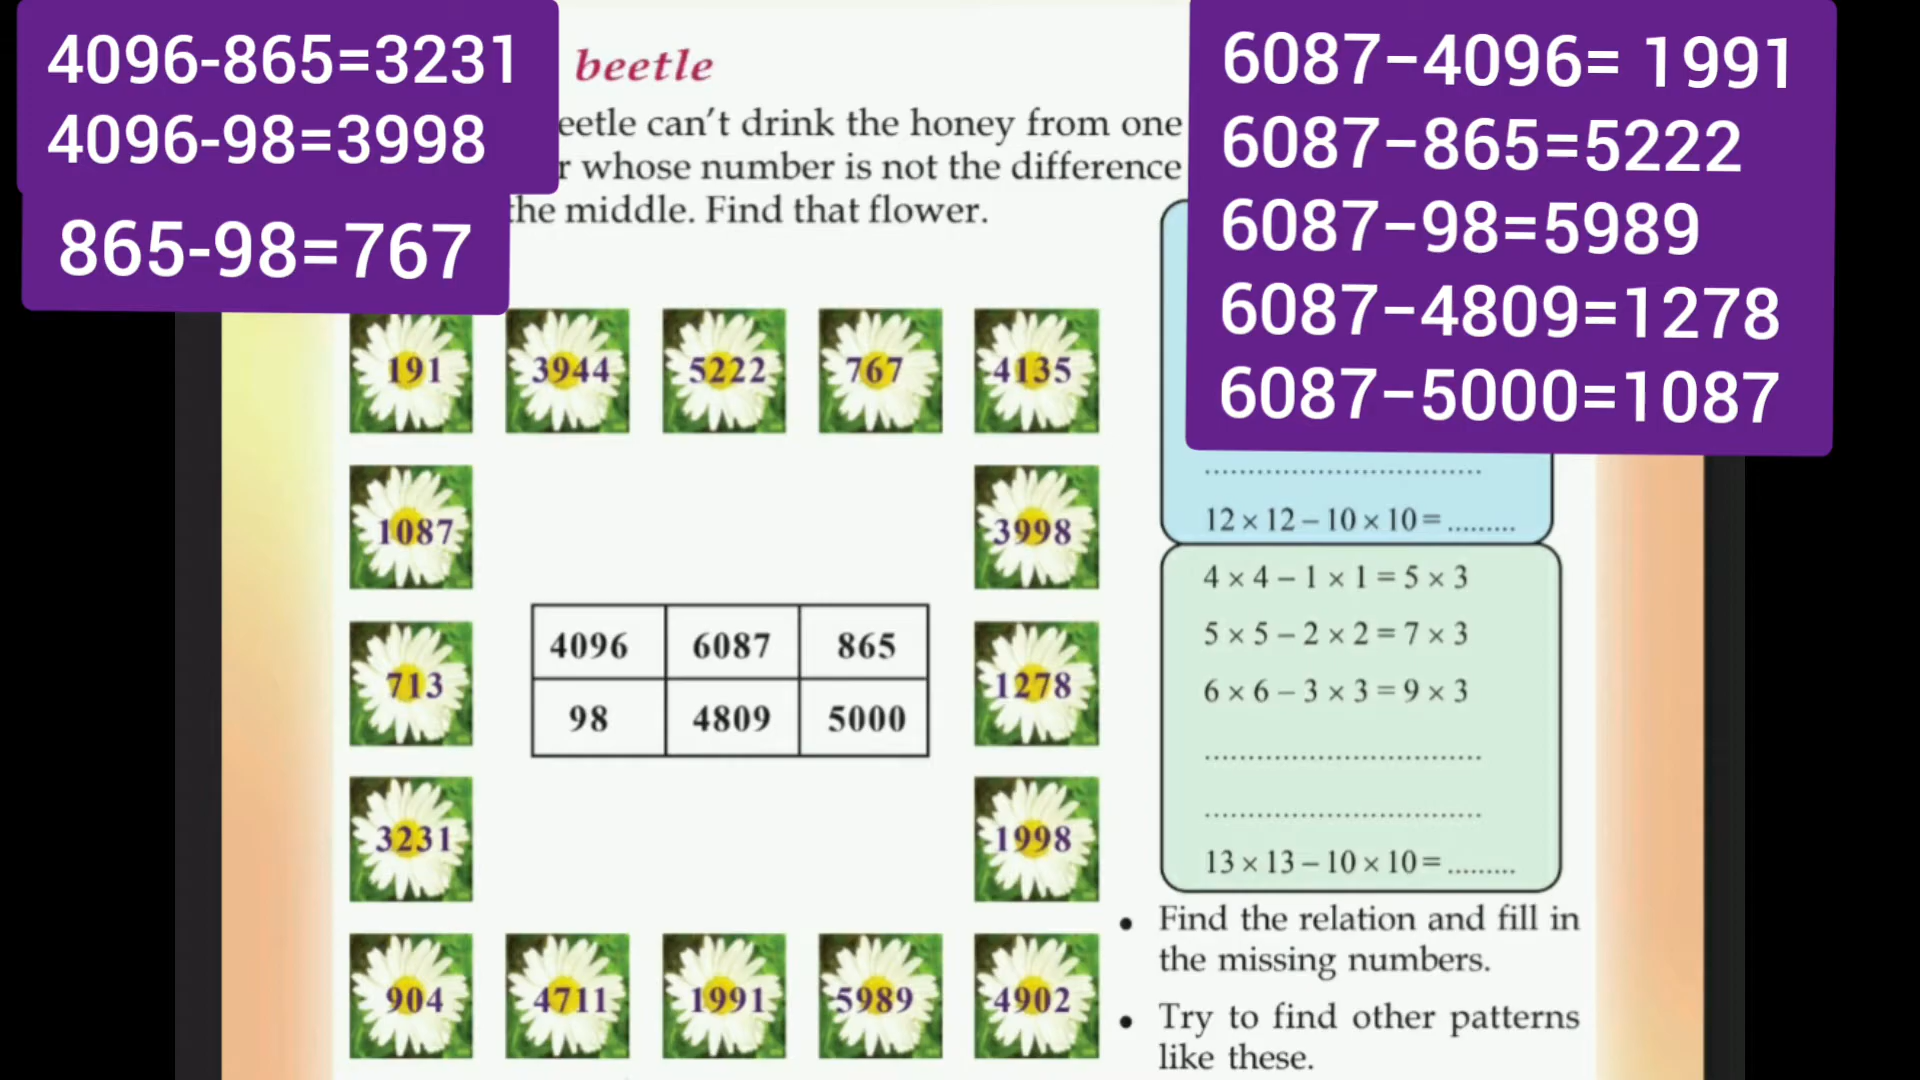 4096-865=3231
4096-98=3998
865-98=767
6087−4096= 1991
6087−865=5222
6087−98=5989
6087−4809=1278
6087−5000=1087
beetle
can't drink the honey from one
whose number is not the difference
the middle. Find that flower.
191 3944 5222 767 4135
1087 3998
713 1278
3231 1998
904 4711 1991 5989 4902
4096 6087 865
98 4809 5000
..............................
12 × 12 – 10 × 10 = .........
4 × 4 – 1 × 1 = 5 × 3
5 × 5 – 2 × 2 = 7 × 3
6 × 6 – 3 × 3 = 9 × 3
..............................
..............................
13 × 13 – 10 × 10 = .........
• Find the relation and fill in
the missing numbers.
• Try to find other patterns
like these.